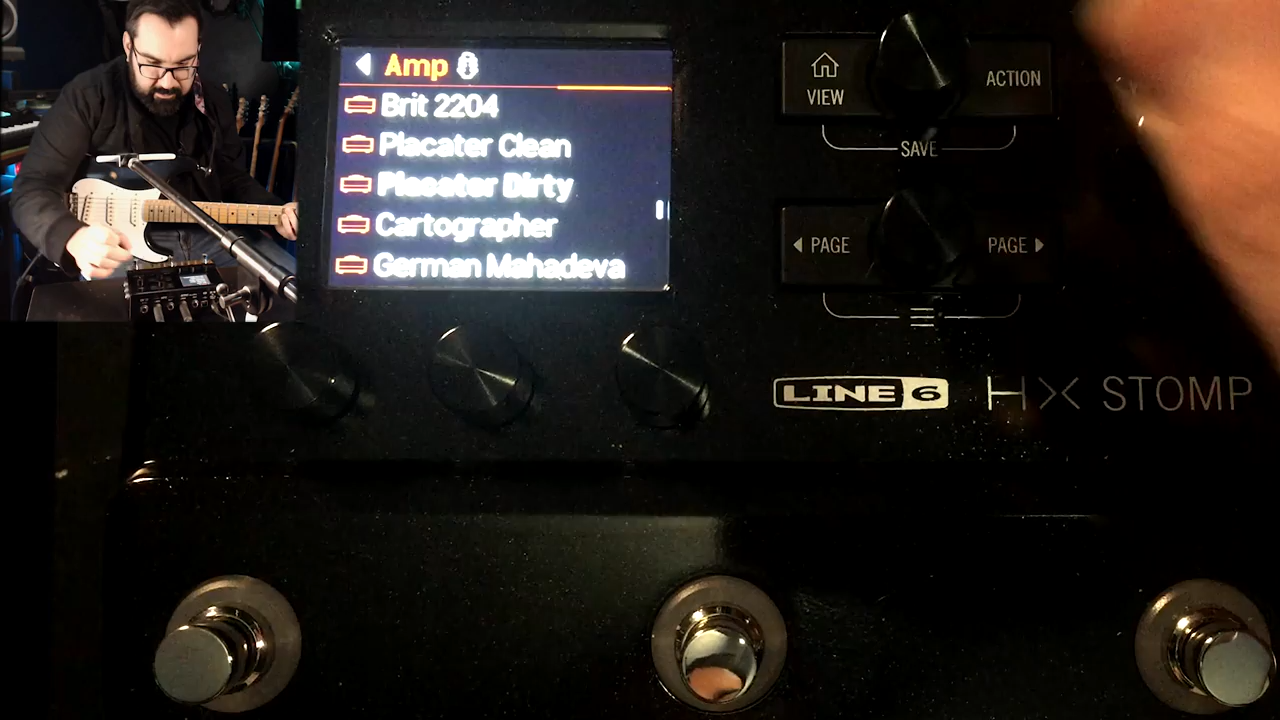 Amp
Brit 2204
Placater Clean
Placater Dirty
Cartographer
German Mahadeva
VIEW
ACTION
SAVE
PAGE
PAGE
LINE 6
HX STOMP